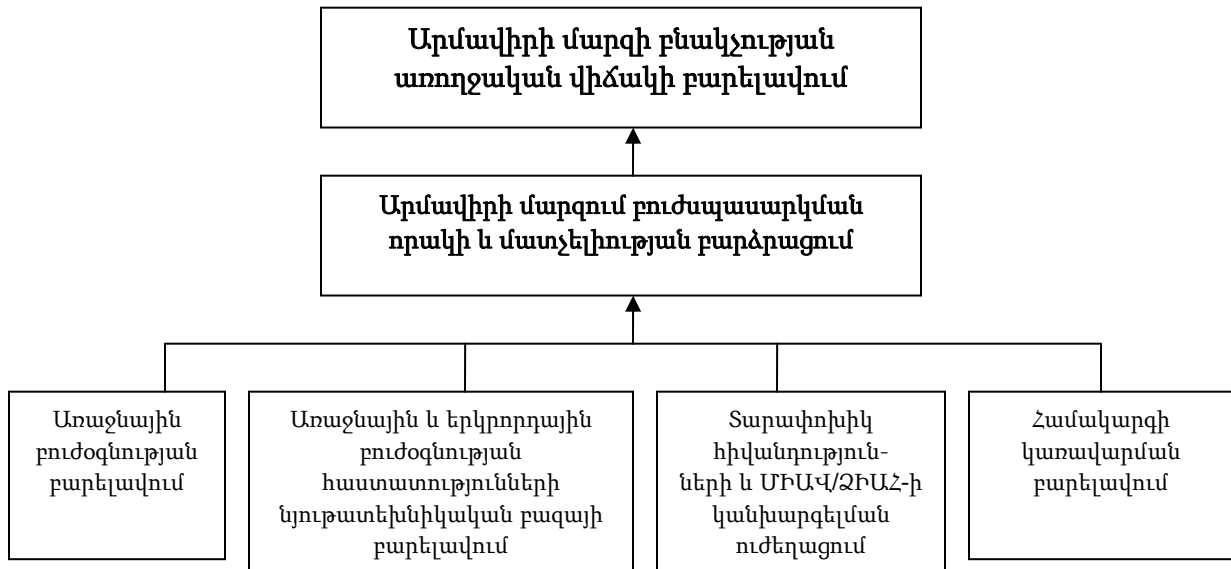 Արմավիրի մարզի բնակչության
առողջական վիճակի բարելավում
Արմավիրի մարզում բուժսպասարկման
որակի և մատչելիության բարձրացում
Առաջնային
բուժօգնության
բարելավում
Առաջնային և երկրորդային
բուժօգնության
հաստատությունների
նյութատեխնիկական բազայի
բարելավում
Տարափոխիկ
հիվանդություն-
ների և ՄԻԱՎ/ՁԻԱՀ-ի
կանխարգելման
ուժեղացում
Համակարգի
կառավարման
բարելավում